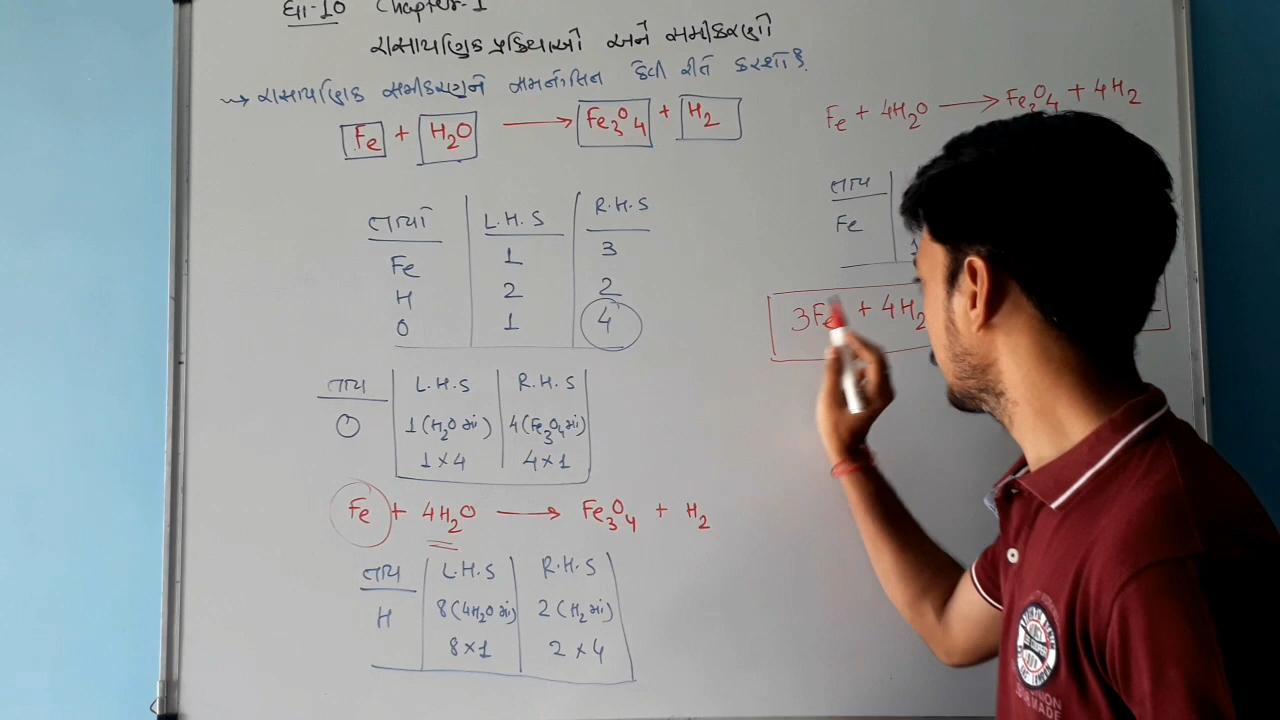 ધો-10 Chapter-1
રાસાયણિક પ્રક્રિયાઓ અને સમીકરણો
→ રાસાયણિક સમીકરણને સમતોલિત કેવી રીતે કરશો?
Fe + H₂O → Fe₃O₄ + H₂
તત્વો L.H.S R.H.S
Fe 1 3
H 2 2
O 1 4
તત્વ L.H.S R.H.S
O 1(H₂O માં) 4(Fe₃O₄માં)
1×4 4×1
Fe + 4H₂O → Fe₃O₄ + H₂
તત્વ L.H.S R.H.S
H 8(4H₂O માં) 2(H₂માં)
8×1 2×4
Fe + 4H₂O → Fe₃O₄ + 4H₂
તત્વ
Fe
3Fe + 4H₂